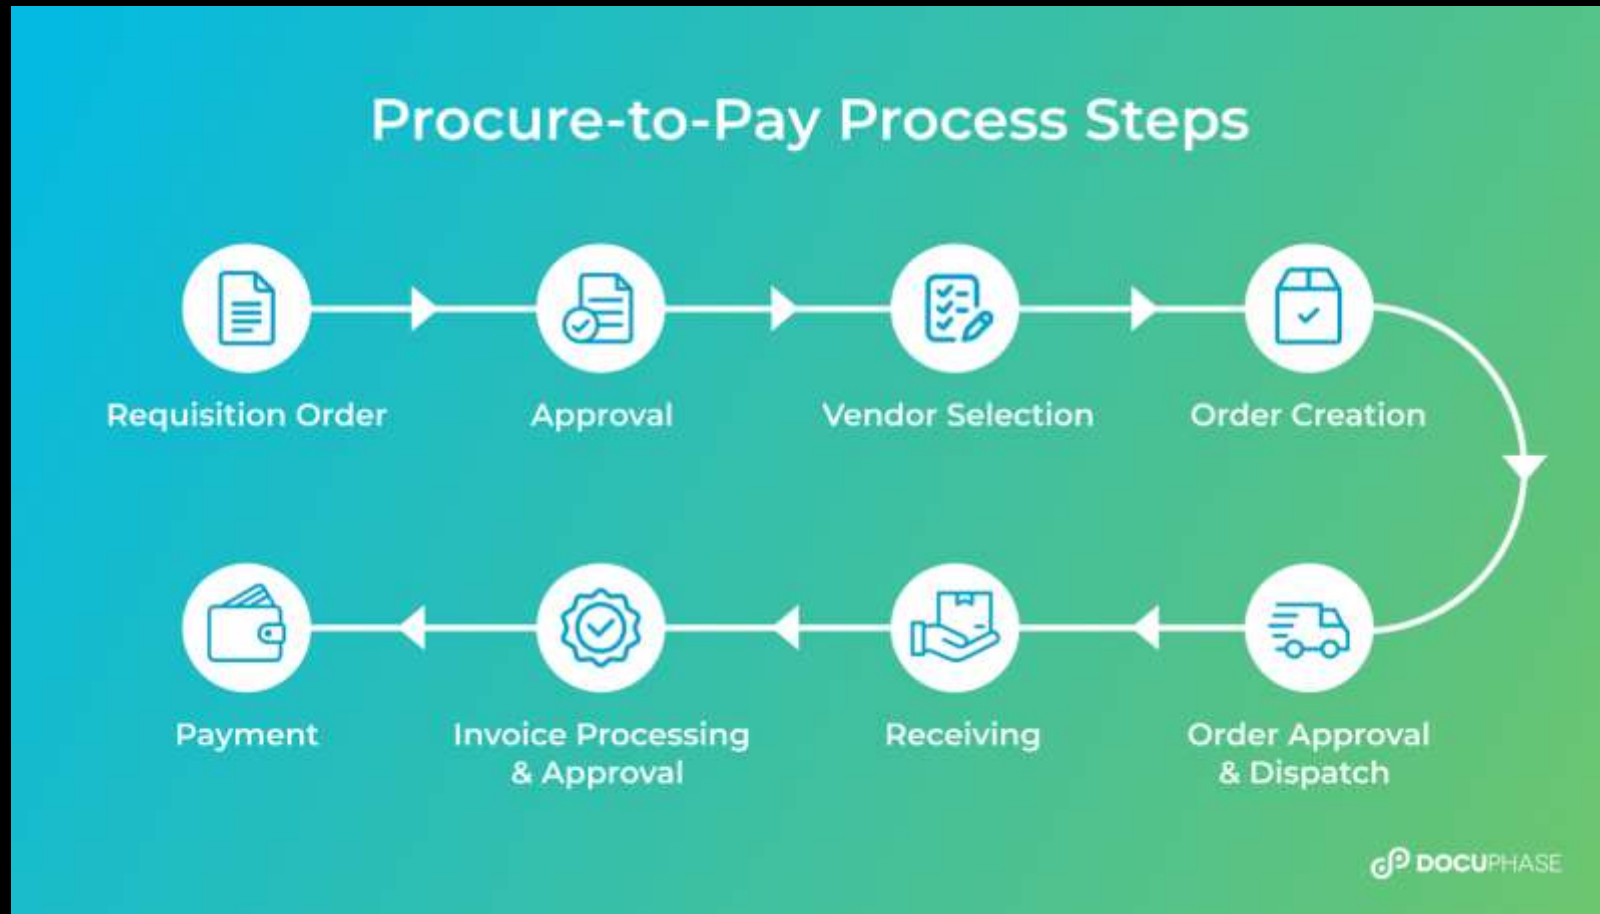 Procure-to-Pay Process Steps
Requisition Order
Approval
Vendor Selection
Order Creation
Payment
Invoice Processing
& Approval
Receiving
Order Approval
& Dispatch
DOCUPHASE